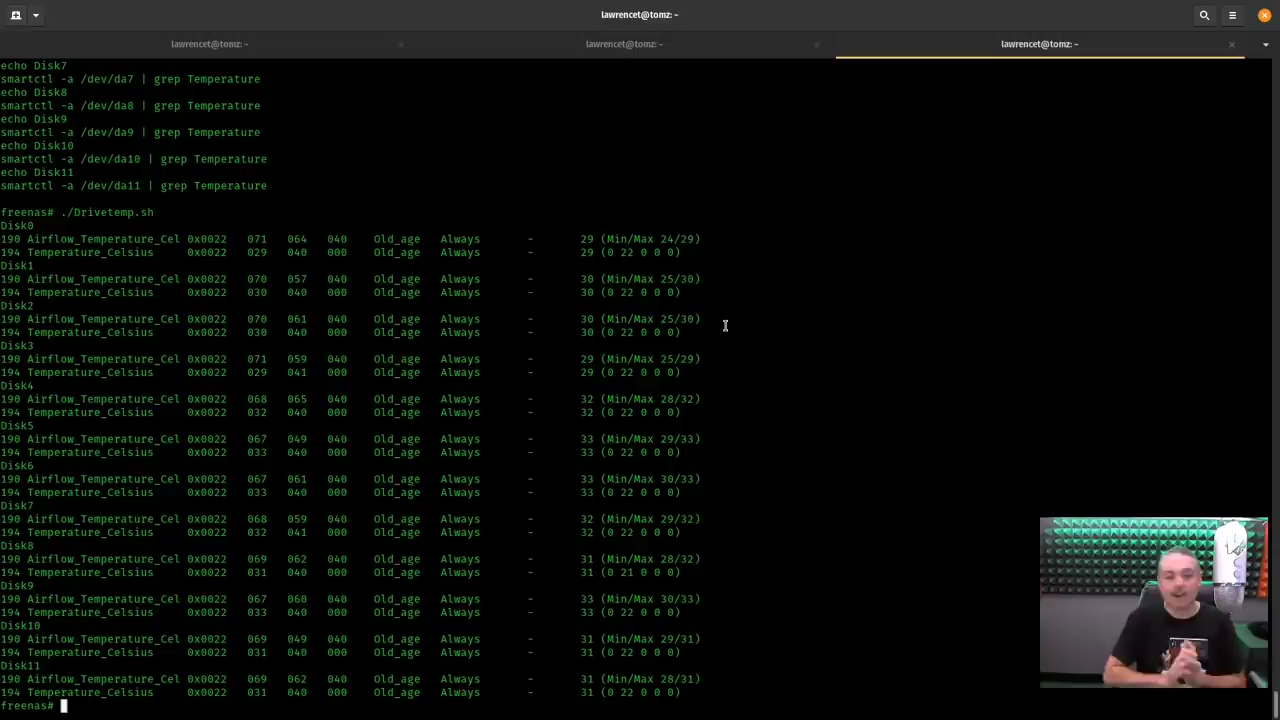 lawrencet@tomz: ~
lawrencet@tomz: ~
lawrencet@tomz: ~
lawrencet@tomz: ~
echo Disk7
smartctl -a /dev/da7 | grep Temperature
echo Disk8
smartctl -a /dev/da8 | grep Temperature
echo Disk9
smartctl -a /dev/da9 | grep Temperature
echo Disk10
smartctl -a /dev/da10 | grep Temperature
echo Disk11
smartctl -a /dev/da11 | grep Temperature
freenas# ./Drivetemp.sh
Disk0
190 Airflow_Temperature_Cel 0x0022 071 064 040 Old_age Always - 29 (Min/Max 24/29)
194 Temperature_Celsius 0x0022 029 040 000 Old_age Always - 29 (0 22 0 0 0)
Disk1
190 Airflow_Temperature_Cel 0x0022 070 057 040 Old_age Always - 30 (Min/Max 25/30)
194 Temperature_Celsius 0x0022 030 040 000 Old_age Always - 30 (0 22 0 0 0)
Disk2
190 Airflow_Temperature_Cel 0x0022 070 061 040 Old_age Always - 30 (Min/Max 25/30)
194 Temperature_Celsius 0x0022 030 040 000 Old_age Always - 30 (0 22 0 0 0)
Disk3
190 Airflow_Temperature_Cel 0x0022 071 059 040 Old_age Always - 29 (Min/Max 25/29)
194 Temperature_Celsius 0x0022 029 041 000 Old_age Always - 29 (0 22 0 0 0)
Disk4
190 Airflow_Temperature_Cel 0x0022 068 065 040 Old_age Always - 32 (Min/Max 28/32)
194 Temperature_Celsius 0x0022 032 040 000 Old_age Always - 32 (0 22 0 0 0)
Disk5
190 Airflow_Temperature_Cel 0x0022 067 049 040 Old_age Always - 33 (Min/Max 29/33)
194 Temperature_Celsius 0x0022 033 040 000 Old_age Always - 33 (0 22 0 0 0)
Disk6
190 Airflow_Temperature_Cel 0x0022 067 061 040 Old_age Always - 33 (Min/Max 30/33)
194 Temperature_Celsius 0x0022 033 040 000 Old_age Always - 33 (0 22 0 0 0)
Disk7
190 Airflow_Temperature_Cel 0x0022 068 059 040 Old_age Always - 32 (Min/Max 29/32)
194 Temperature_Celsius 0x0022 032 041 000 Old_age Always - 32 (0 22 0 0 0)
Disk8
190 Airflow_Temperature_Cel 0x0022 069 062 040 Old_age Always - 31 (Min/Max 28/32)
194 Temperature_Celsius 0x0022 031 040 000 Old_age Always - 31 (0 21 0 0 0)
Disk9
190 Airflow_Temperature_Cel 0x0022 067 060 040 Old_age Always - 33 (Min/Max 30/33)
194 Temperature_Celsius 0x0022 033 040 000 Old_age Always - 33 (0 22 0 0 0)
Disk10
190 Airflow_Temperature_Cel 0x0022 069 049 040 Old_age Always - 31 (Min/Max 29/31)
194 Temperature_Celsius 0x0022 031 040 000 Old_age Always - 31 (0 22 0 0 0)
Disk11
190 Airflow_Temperature_Cel 0x0022 069 062 040 Old_age Always - 31 (Min/Max 28/31)
194 Temperature_Celsius 0x0022 031 040 000 Old_age Always - 31 (0 22 0 0 0)
freenas#